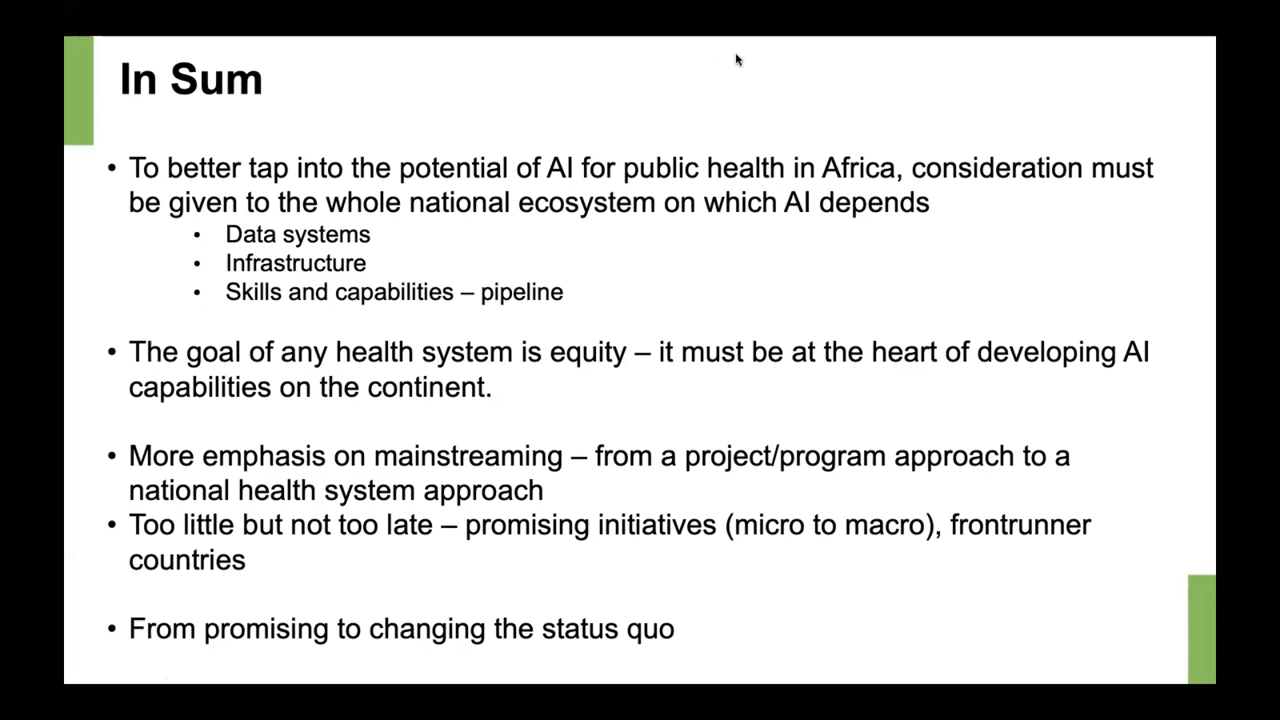 In Sum
• To better tap into the potential of AI for public health in Africa, consideration must
be given to the whole national ecosystem on which AI depends
• Data systems
• Infrastructure
• Skills and capabilities – pipeline
• The goal of any health system is equity – it must be at the heart of developing AI
capabilities on the continent.
• More emphasis on mainstreaming – from a project/program approach to a
national health system approach
• Too little but not too late – promising initiatives (micro to macro), frontrunner
countries
• From promising to changing the status quo